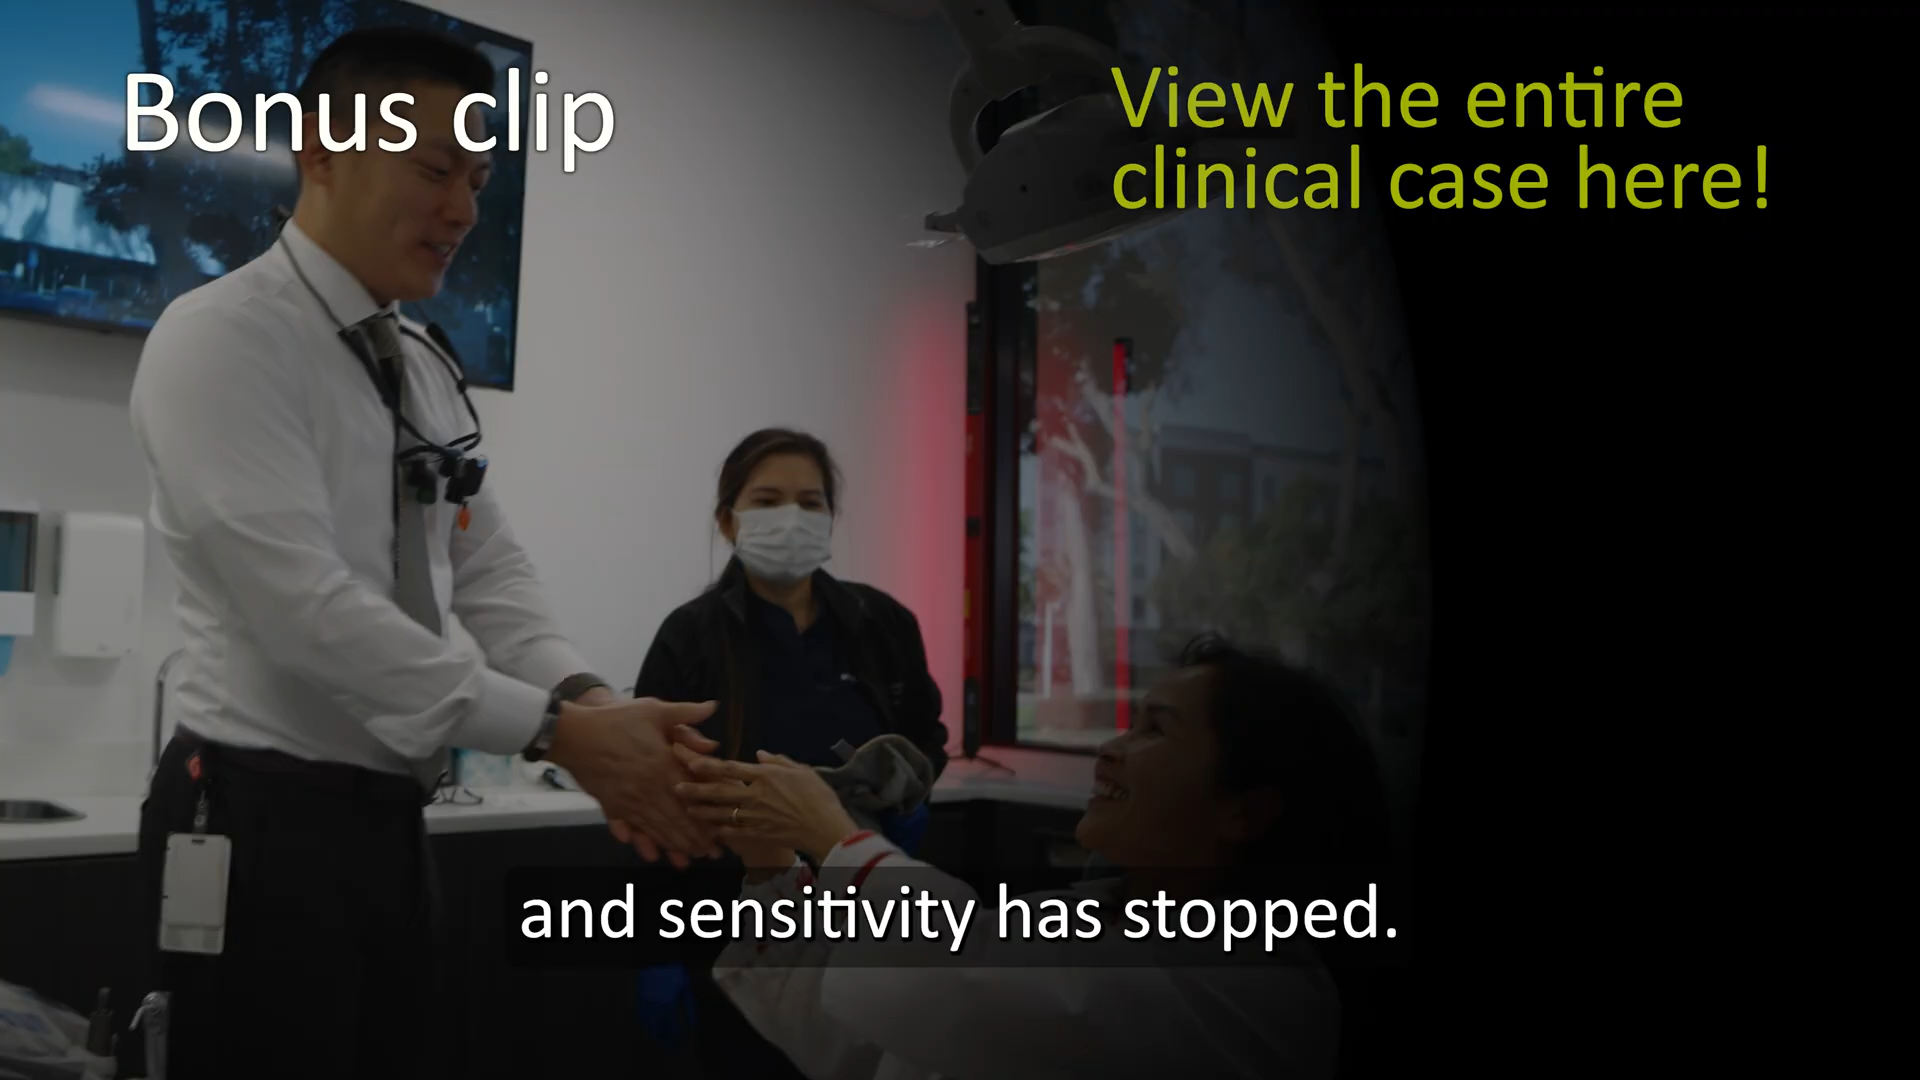 Bonus clip
View the entire
clinical case here!
and sensitivity has stopped.